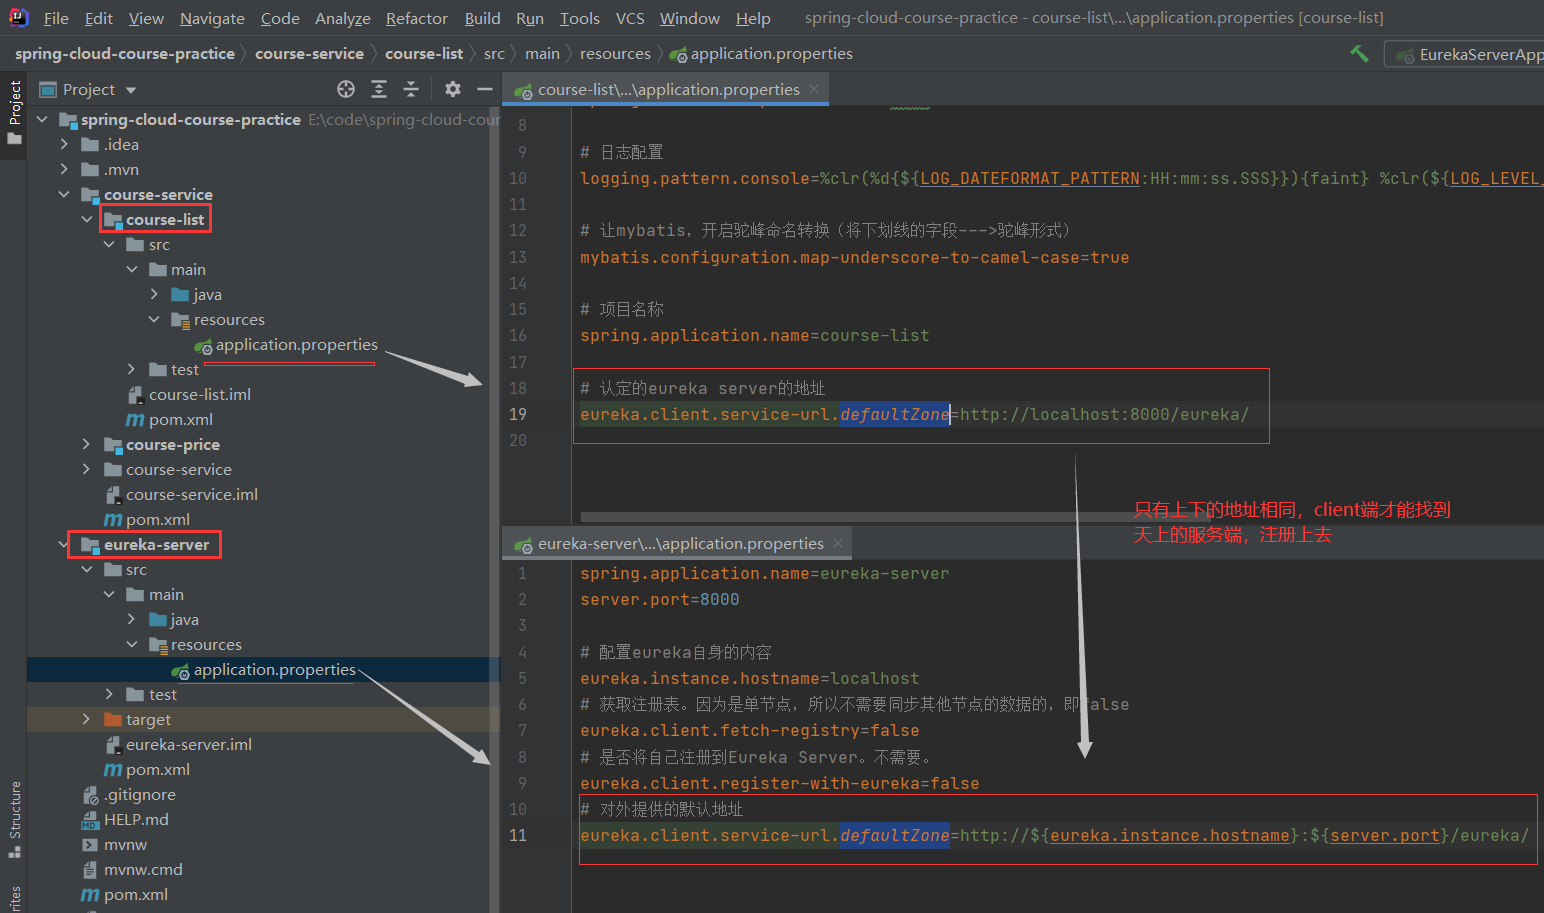 File Edit View Navigate Code Analyze Refactor Build Run Tools VCS Window Help spring-cloud-course-practice - course-list\...\application.properties [course-list]
spring-cloud-course-practice course-service course-list src main resources application.properties EurekaServerApp
Project
Project
spring-cloud-course-practice E:\code\spring-cloud-cour
.idea
.mvn
course-service
course-list
src
main
java
resources
application.properties
test
course-list.iml
pom.xml
course-price
course-service
course-service.iml
pom.xml
eureka-server
src
main
java
resources
application.properties
test
target
eureka-server.iml
pom.xml
.gitignore
HELP.md
mvnw
mvnw.cmd
pom.xml
Structure
rites
course-list\...\application.properties
8
9 # 日志配置
10 logging.pattern.console=%clr(%d{${LOG_DATEFORMAT_PATTERN:HH:mm:ss.SSS}}){faint} %clr(${LOG_LEVEL_
11
12 # 让mybatis，开启驼峰命名转换（将下划线的字段--->驼峰形式）
13 mybatis.configuration.map-underscore-to-camel-case=true
14
15 # 项目名称
16 spring.application.name=course-list
17
18 # 认定的eureka server的地址
19 eureka.client.service-url.defaultZone=http://localhost:8000/eureka/
20
只有上下的地址相同，client端才能找到
天上的服务端，注册上去
eureka-server\...\application.properties
1 spring.application.name=eureka-server
2 server.port=8000
3
4 # 配置eureka自身的内容
5 eureka.instance.hostname=localhost
6 # 获取注册表。因为是单节点，所以不需要同步其他节点的数据的，即false
7 eureka.client.fetch-registry=false
8 # 是否将自己注册到Eureka Server。不需要。
9 eureka.client.register-with-eureka=false
10 # 对外提供的默认地址
11 eureka.client.service-url.defaultZone=http://${eureka.instance.hostname}:${server.port}/eureka/